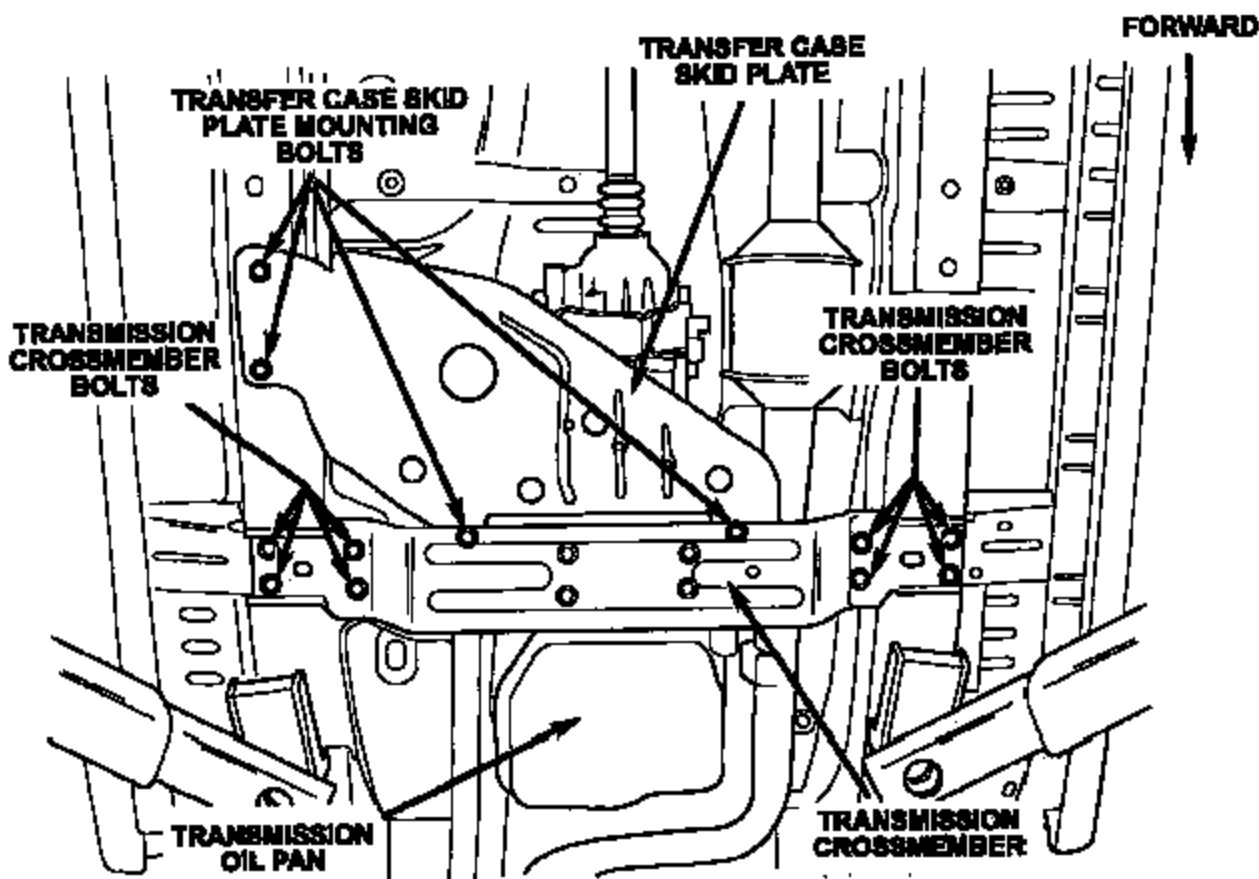 FORWARD
TRANSFER CASE
SKID PLATE
TRANSFER CASE SKID
PLATE MOUNTING
BOLTS
TRANSMISSION
CROSSMEMBER
BOLTS
TRANSMISSION
CROSSMEMBER
BOLTS
TRANSMISSION
OIL PAN
TRANSMISSION
CROSSMEMBER